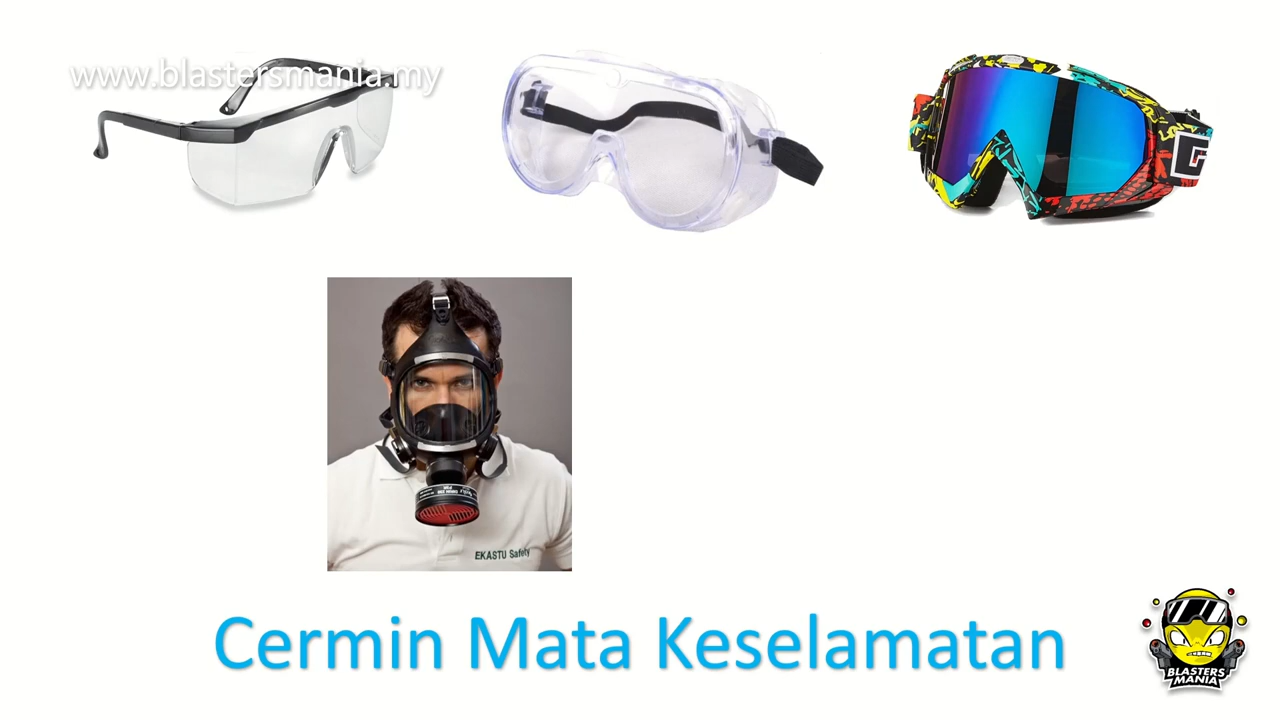 www.blastersmania.my
EKASTU Safety
Cermin Mata Keselamatan
BLASTERS
MANIA